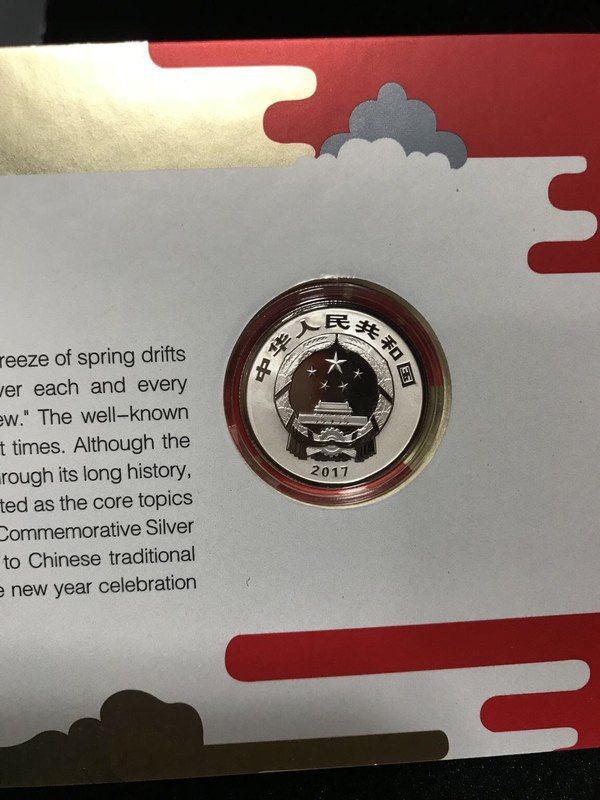 中华人民共和国
2017
reeze of spring drifts
ver each and every
ew." The well–known
t times. Although the
rough its long history,
ted as the core topics
Commemorative Silver
to Chinese traditional
e new year celebration